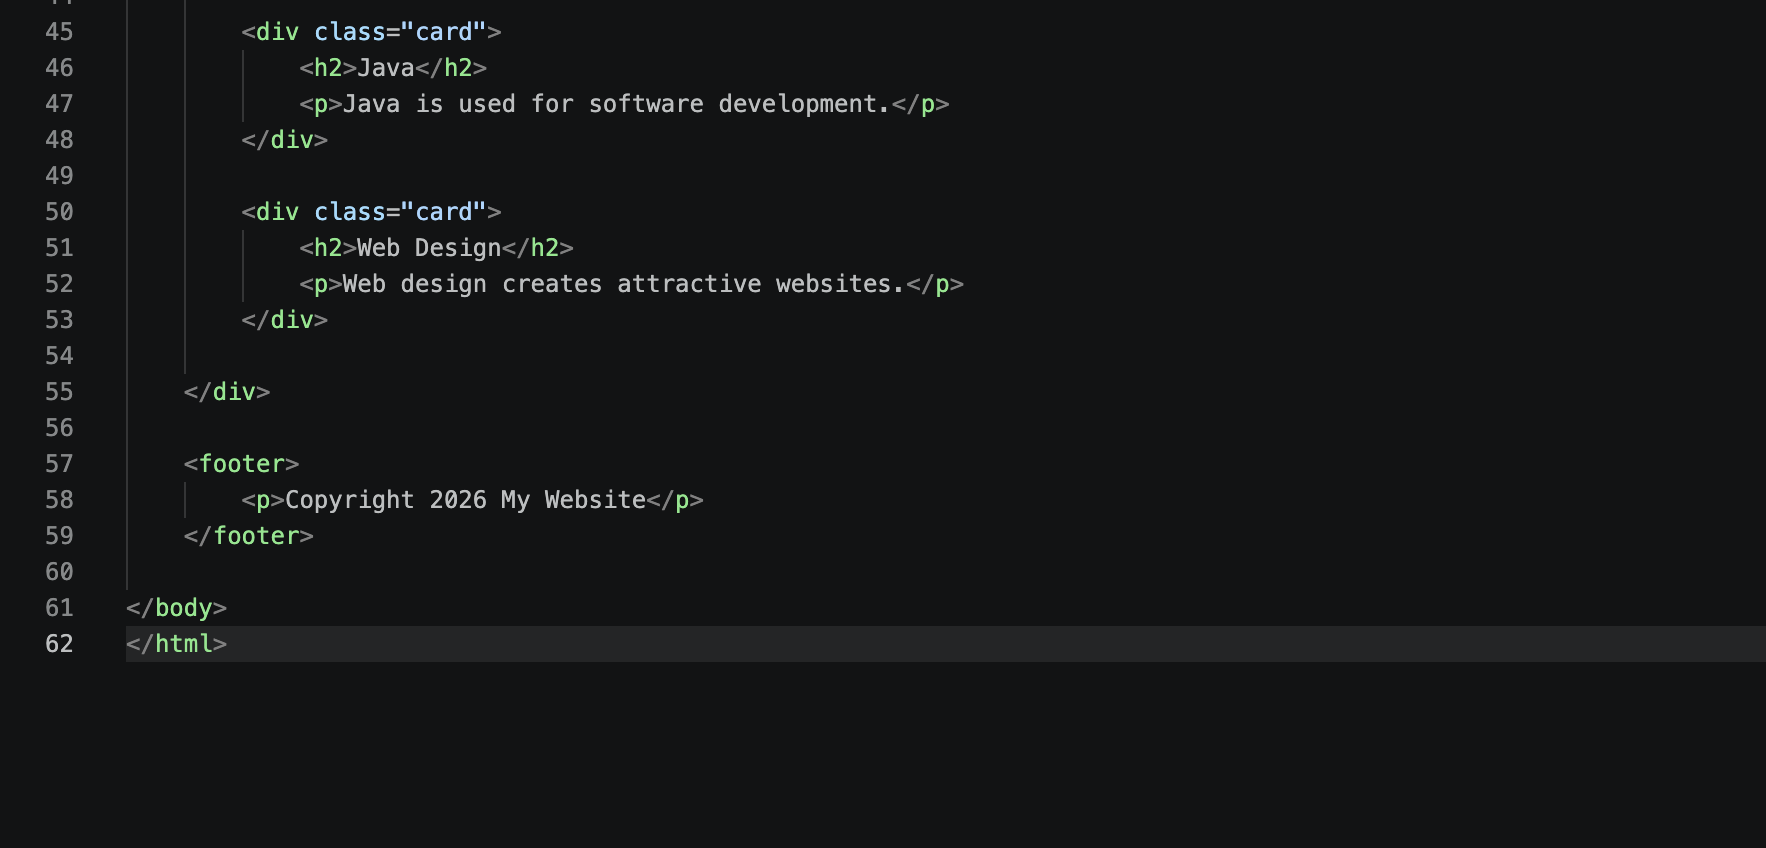 45         <div class="card">
46             <h2>Java</h2>
47             <p>Java is used for software development.</p>
48         </div>
49
50         <div class="card">
51             <h2>Web Design</h2>
52             <p>Web design creates attractive websites.</p>
53         </div>
54
55     </div>
56
57     <footer>
58         <p>Copyright 2026 My Website</p>
59     </footer>
60
61 </body>
62 </html>